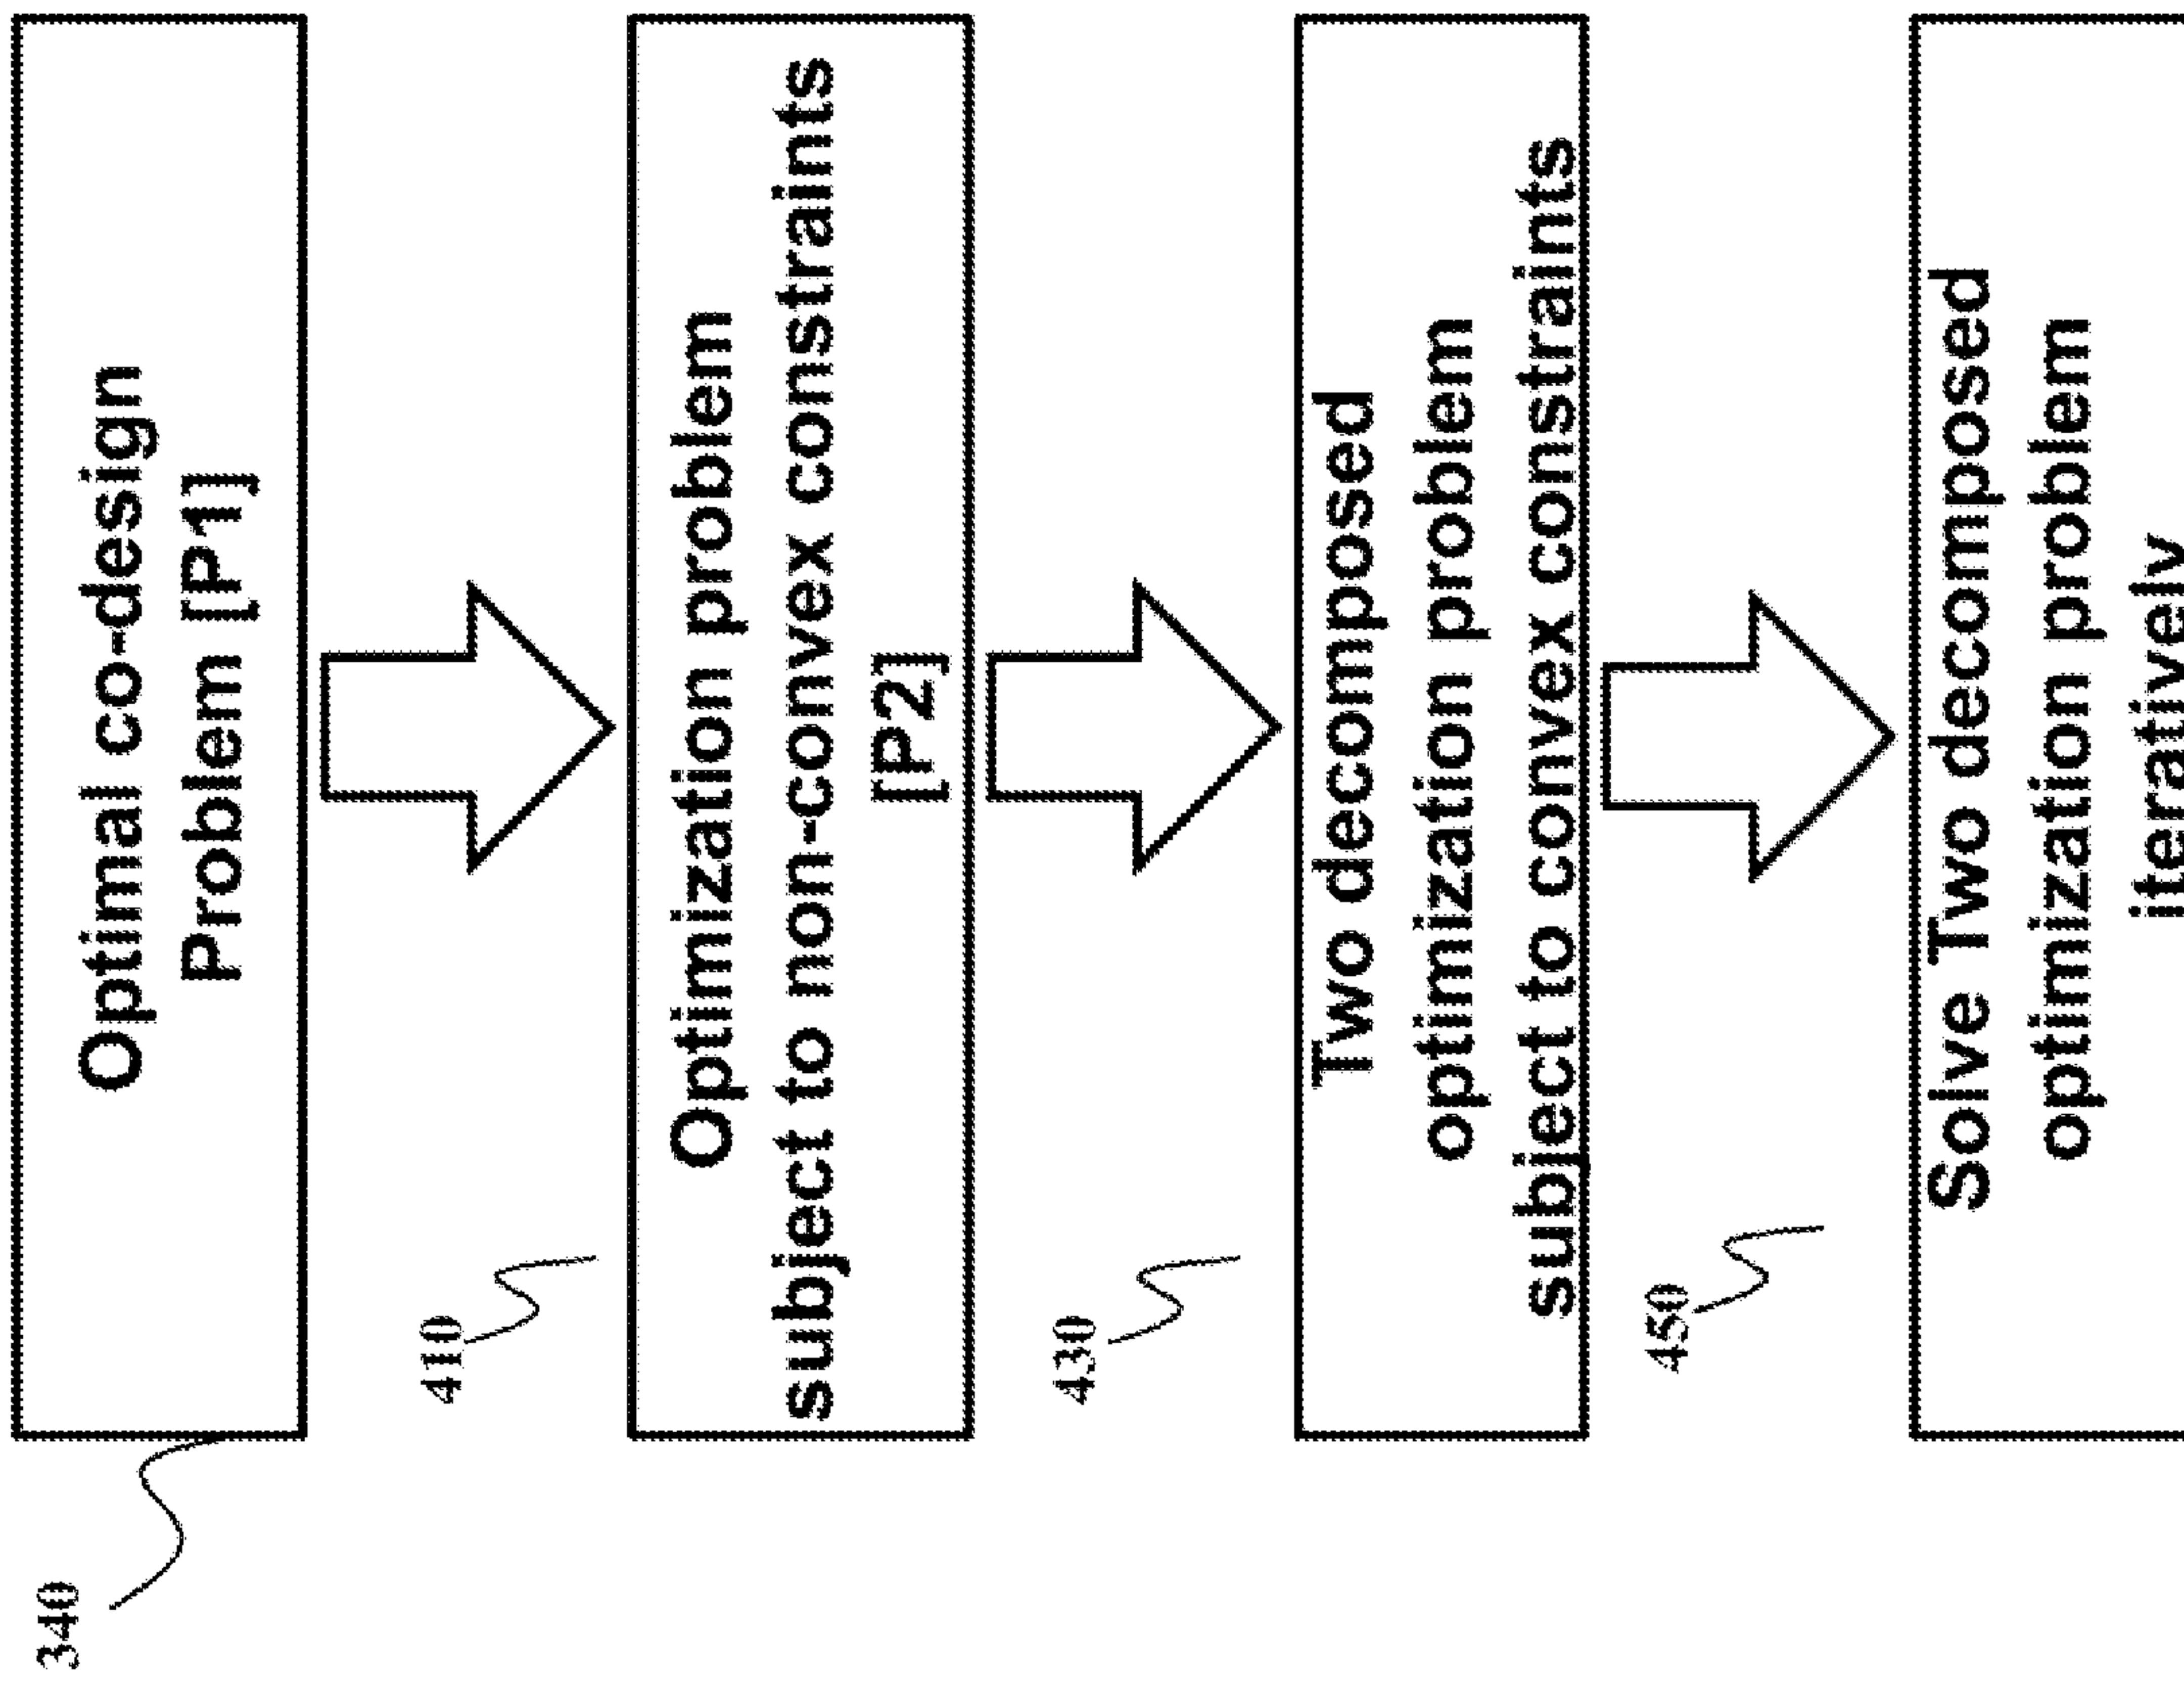 340
Optimal co-design
Problem [P1]
410
Optimization problem
subject to non-convex constraints
[P2]
430
Two decomposed
optimization problem
subject to convex constraints
450
Solve Two decomposed
optimization problem
iteratively